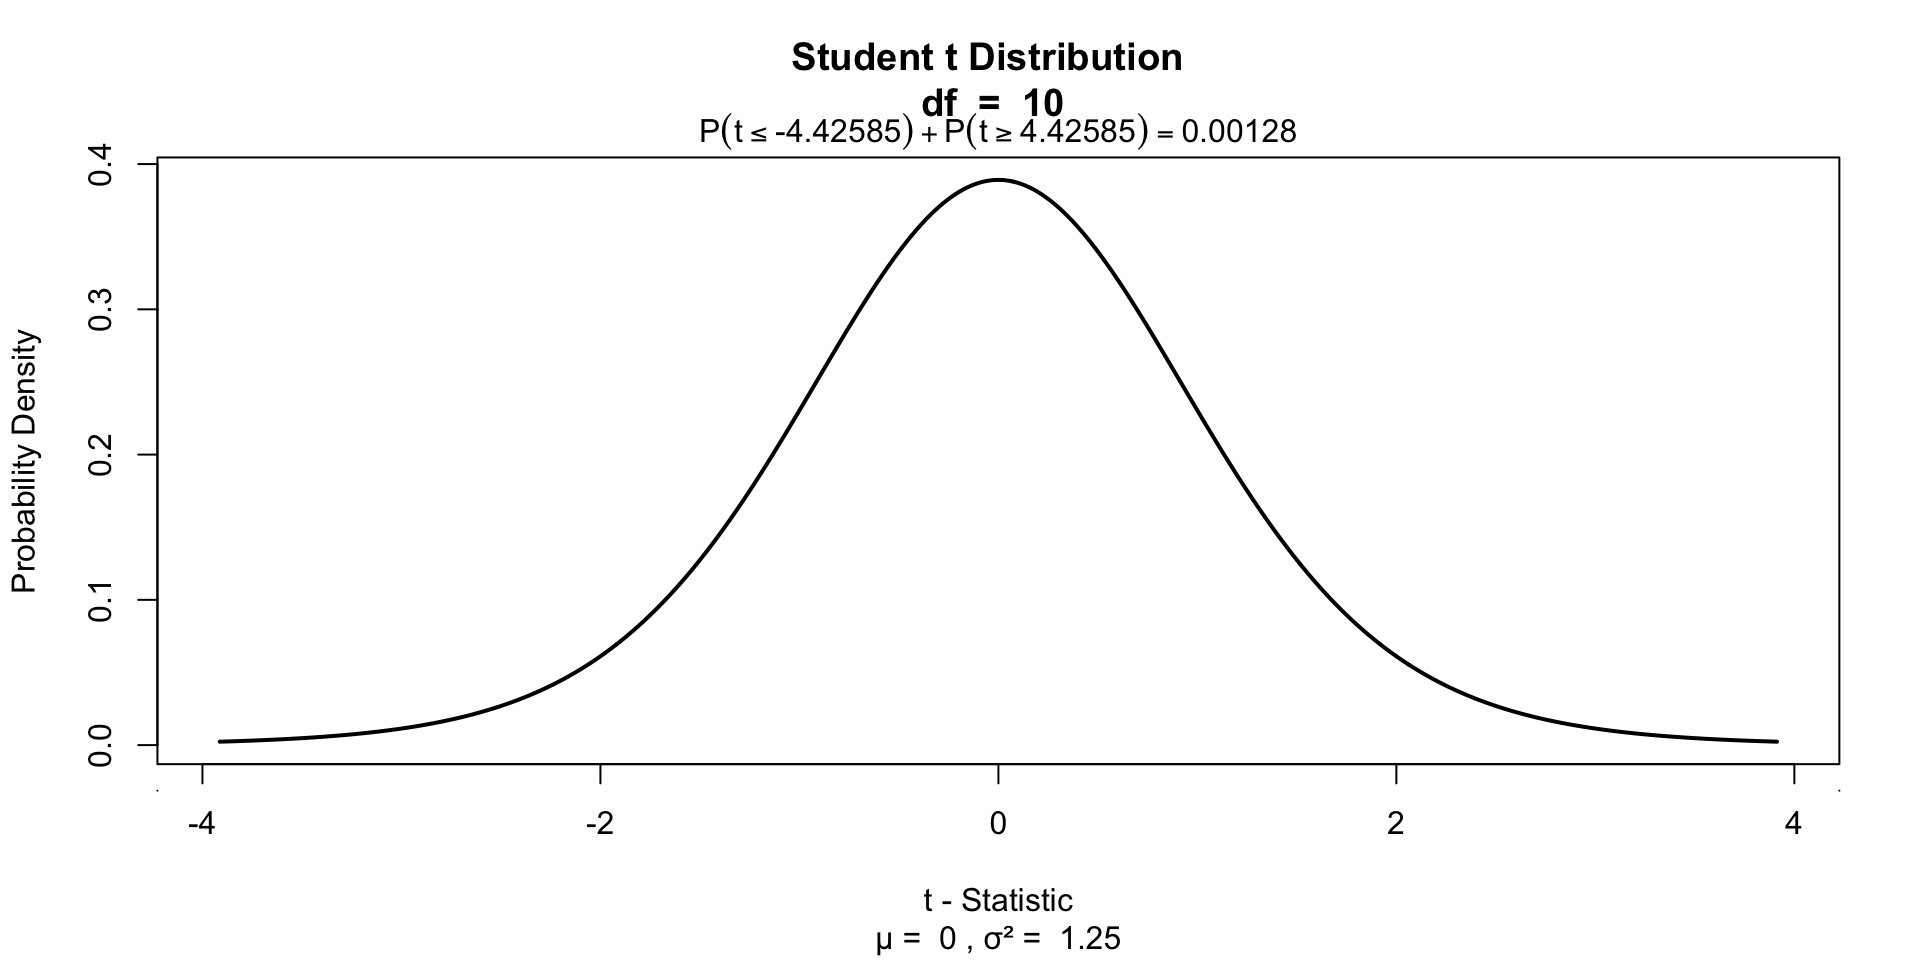 Student t Distribution
df = 10
P(t ≤ -4.42585) + P(t ≥ 4.42585) = 0.00128
Probability Density
0.4
0.3
0.2
0.1
0.0
-4 -2 0 2 4
t - Statistic
μ = 0 , σ² = 1.25